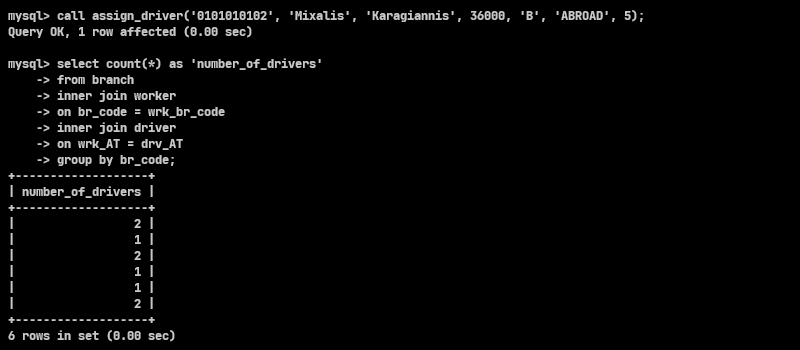 mysql> call assign_driver('0101010102', 'Mixalis', 'Karagiannis', 36000, 'B', 'ABROAD', 5);
Query OK, 1 row affected (0.00 sec)

mysql> select count(*) as 'number_of_drivers'
    -> from branch
    -> inner join worker
    -> on br_code = wrk_br_code
    -> inner join driver
    -> on wrk_AT = drv_AT
    -> group by br_code;
+-------------------+
| number_of_drivers |
+-------------------+
|                 2 |
|                 1 |
|                 2 |
|                 1 |
|                 1 |
|                 2 |
+-------------------+
6 rows in set (0.00 sec)